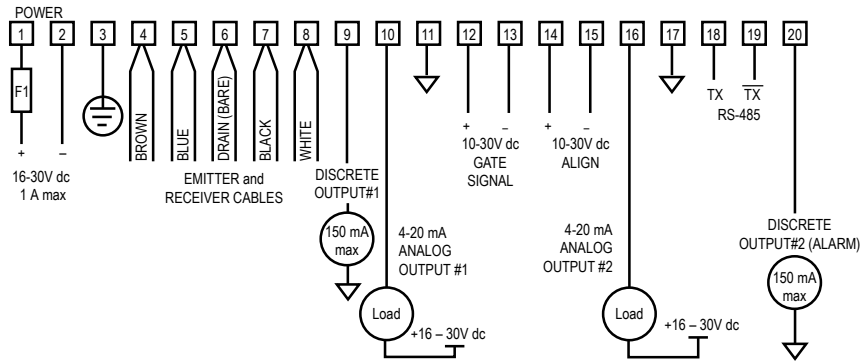 POWER
1 2 3 4 5 6 7 8 9 10 11 12 13 14 15 16 17 18 19 20
F1
+ –
16-30V dc
1 A max
BROWN
BLUE
DRAIN (BARE)
BLACK
WHITE
EMITTER and
RECEIVER CABLES
DISCRETE
OUTPUT#1
150 mA
max
4-20 mA
ANALOG
OUTPUT #1
Load
+16 – 30V dc
+ –
10-30V dc
GATE
SIGNAL
+ –
10-30V dc
ALIGN
4-20 mA
ANALOG
OUTPUT #2
Load
+16 – 30V dc
TX T̅X̅
RS-485
DISCRETE
OUTPUT#2 (ALARM)
150 mA
max